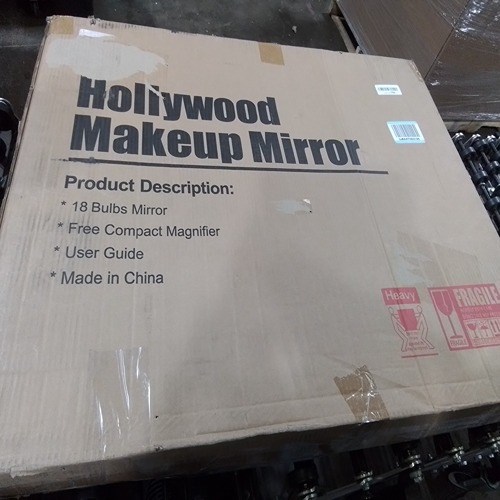 Hollywood
Makeup Mirror
Product Description:
* 18 Bulbs Mirror
* Free Compact Magnifier
* User Guide
* Made in China
Heavy
FRAGILE